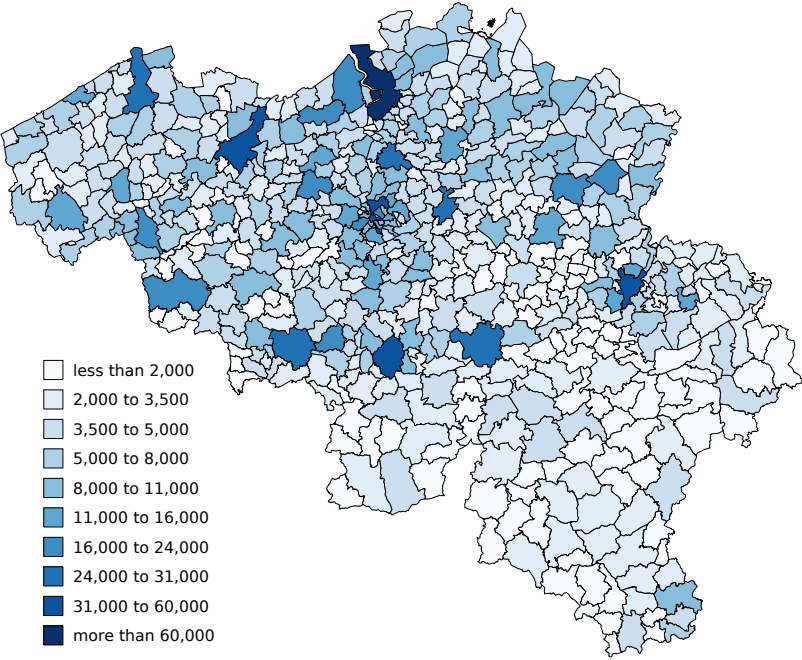 less than 2,000
2,000 to 3,500
3,500 to 5,000
5,000 to 8,000
8,000 to 11,000
11,000 to 16,000
16,000 to 24,000
24,000 to 31,000
31,000 to 60,000
more than 60,000